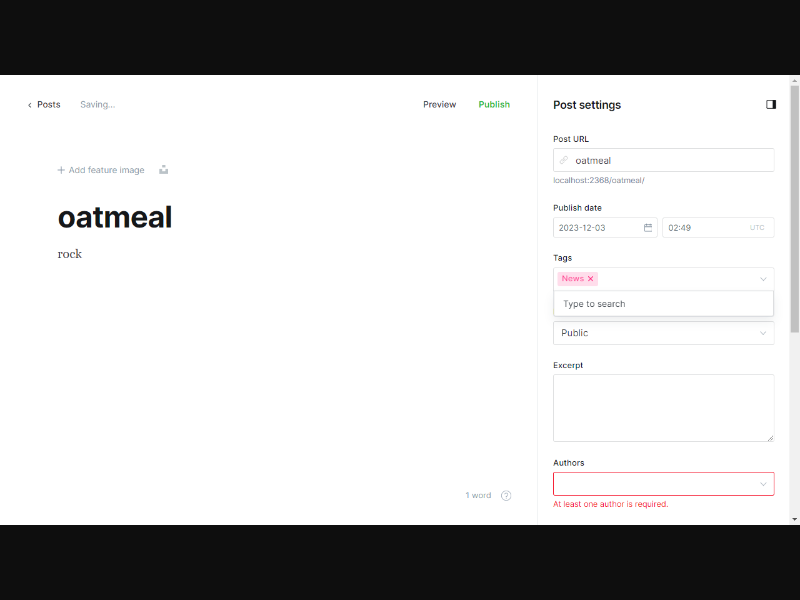 Posts
Saving...
Preview
Publish
Post settings
Add feature image
oatmeal
rock
1 word
?
Post URL
oatmeal
localhost:2368/oatmeal/
Publish date
2023-12-03
02:49
UTC
Tags
News
Type to search
Public
Excerpt
Authors
At least one author is required.